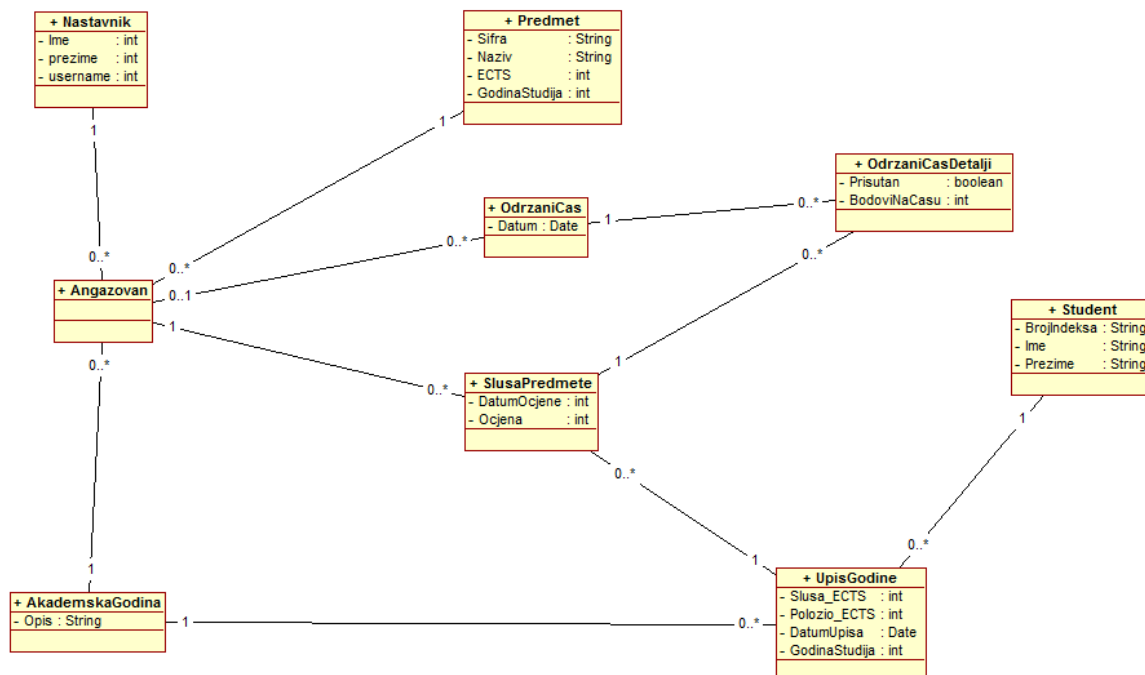 + Nastavnik
- Ime : int
- prezime : int
- username : int
+ Predmet
- Sifra : String
- Naziv : String
- ECTS : int
- GodinaStudija : int
1
1
+ OdrzaniCasDetalji
- Prisutan : boolean
- BodoviNaCasu : int
+ OdrzaniCas
- Datum : Date
1
0..*
0..*
0..*
0..*
0..*
+ Angazovan
0..1
1
+ Student
- BrojIndeksa : String
- Ime : String
- Prezime : String
0..*
1
+ SlusaPredmete
- DatumOcjene : int
- Ocjena : int
0..*
1
0..*
0..*
1
1
+ AkademskaGodina
- Opis : String
1
0..*
+ UpisGodine
- Slusa_ECTS : int
- Polozio_ECTS : int
- DatumUpisa : Date
- GodinaStudija : int